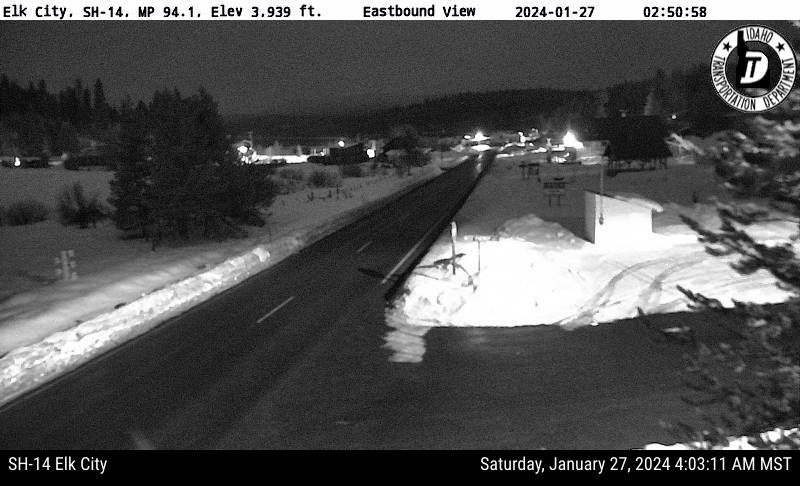 Elk City, SH-14, MP 94.1, Elev 3,939 ft. Eastbound View 2024-01-27 02:50:58
IDAHO
TRANSPORTATION DEPARTMENT
SH-14 Elk City Saturday, January 27, 2024 4:03:11 AM MST